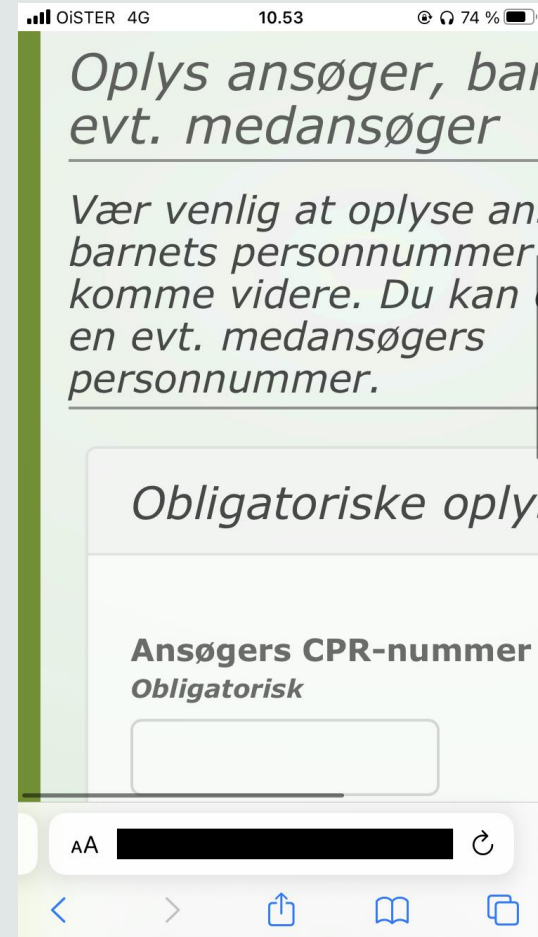 OiSTER 4G 10.53 74 %
Oplys ansøger, bar
evt. medansøger
Vær venlig at oplyse an
barnets personnummer
komme videre. Du kan
en evt. medansøgers
personnummer.
Obligatoriske oply
Ansøgers CPR-nummer
Obligatorisk
AA